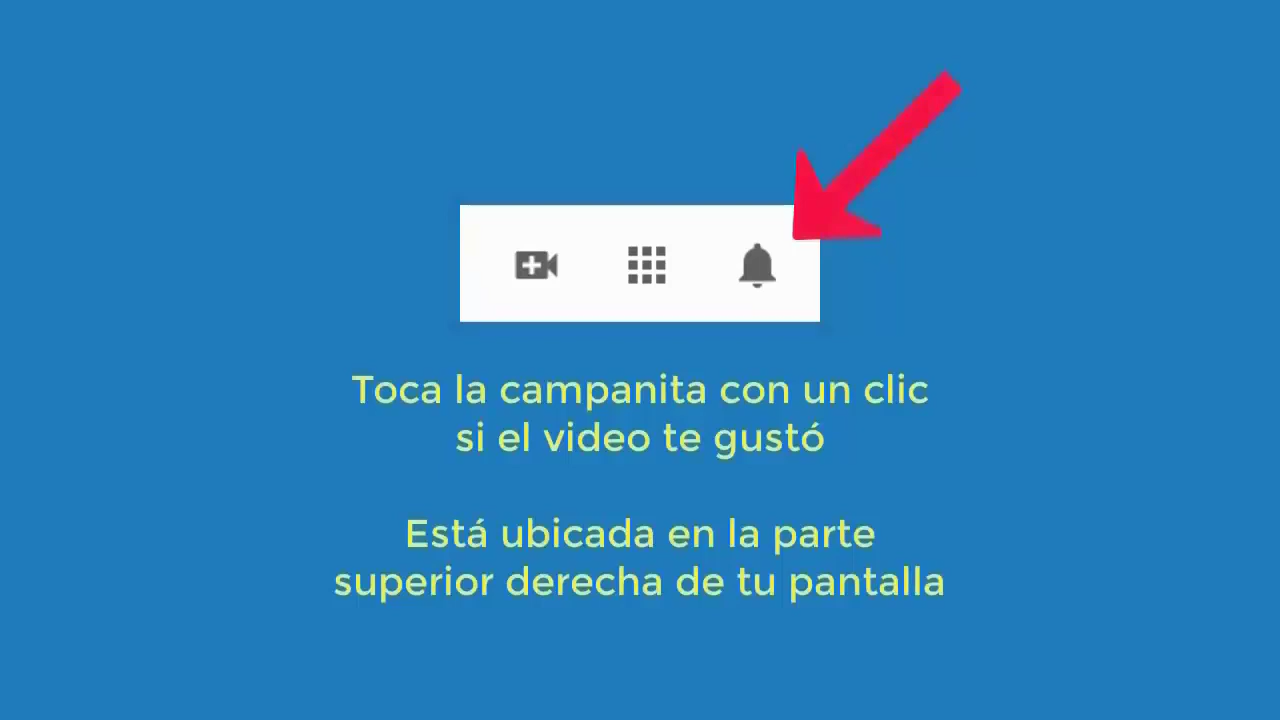 Toca la campanita con un clic
si el video te gustó
Está ubicada en la parte
superior derecha de tu pantalla